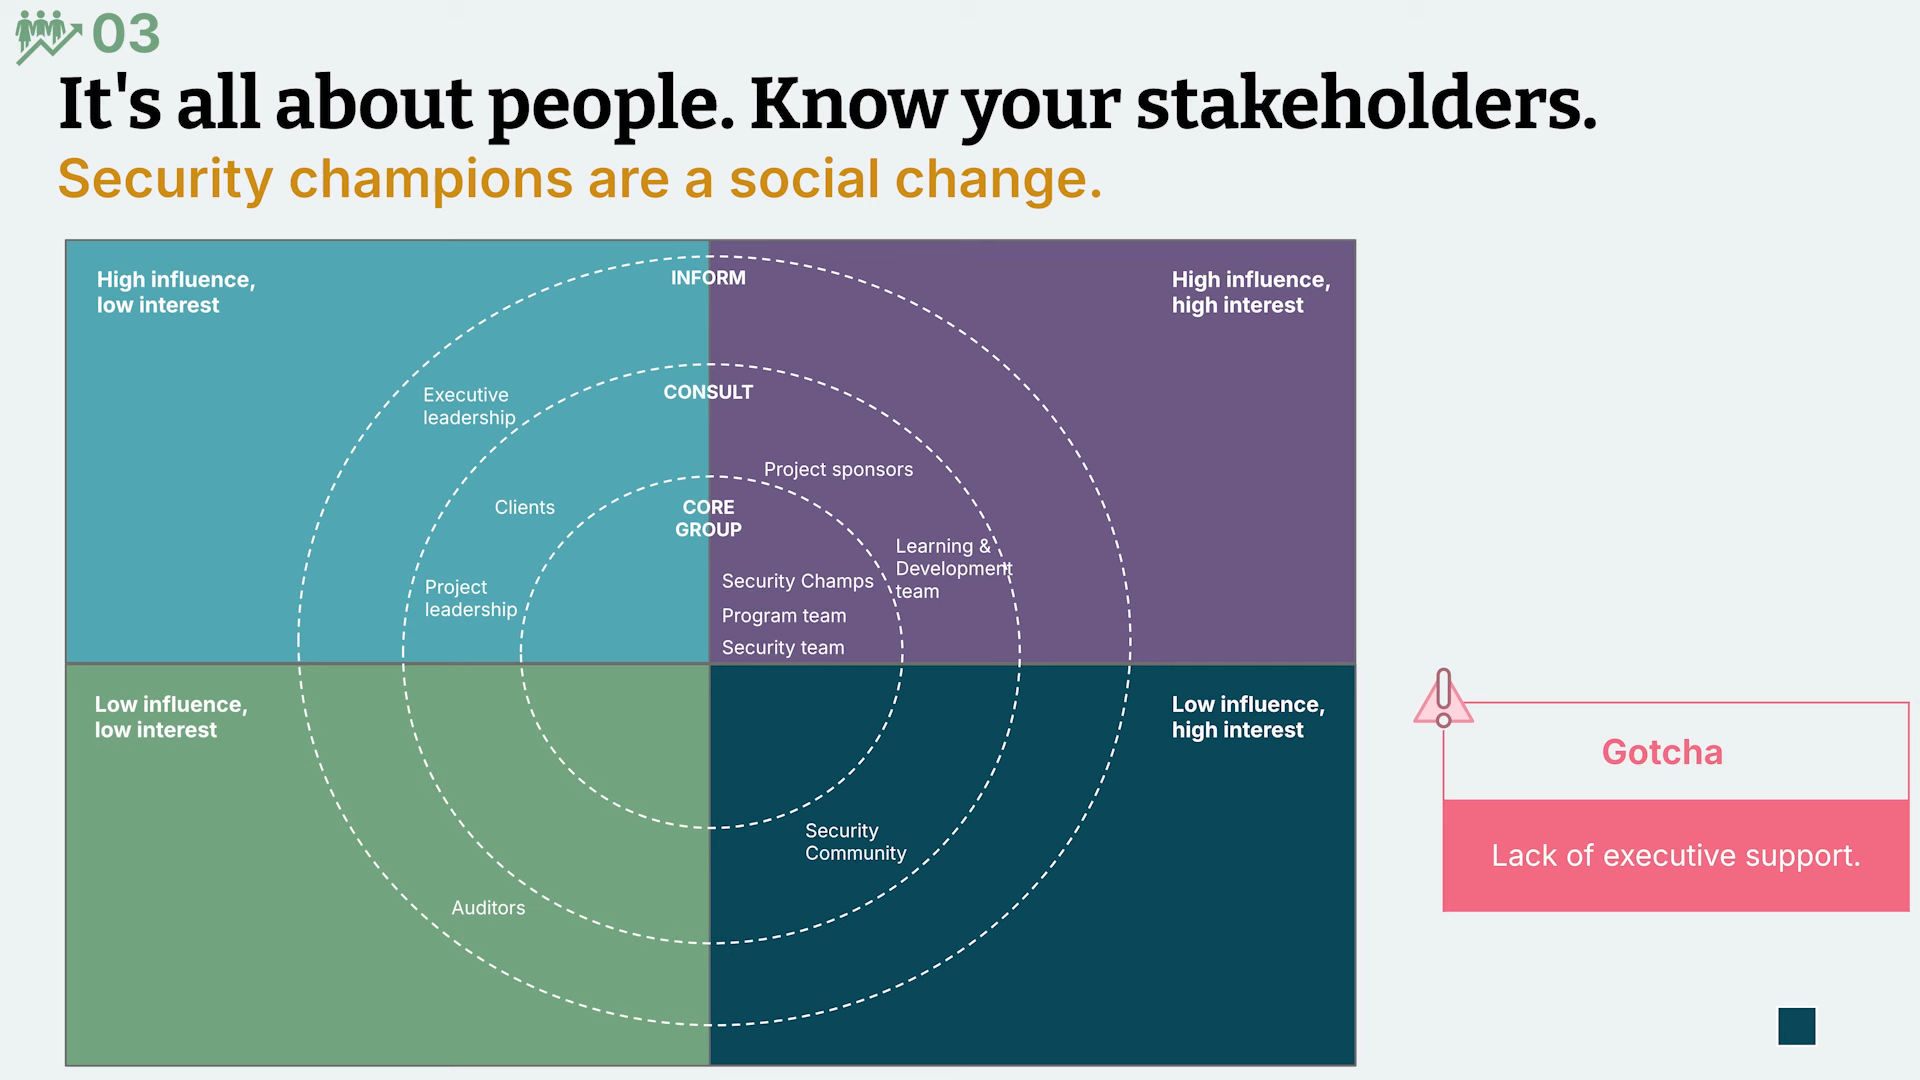 03
It's all about people. Know your stakeholders.
Security champions are a social change.
High influence,
low interest
INFORM
High influence,
high interest
Executive
leadership
CONSULT
Project sponsors
Clients
CORE
GROUP
Learning &
Development
team
Project
leadership
Security Champs
Program team
Security team
Low influence,
low interest
Low influence,
high interest
Security
Community
Auditors
Gotcha
Lack of executive support.